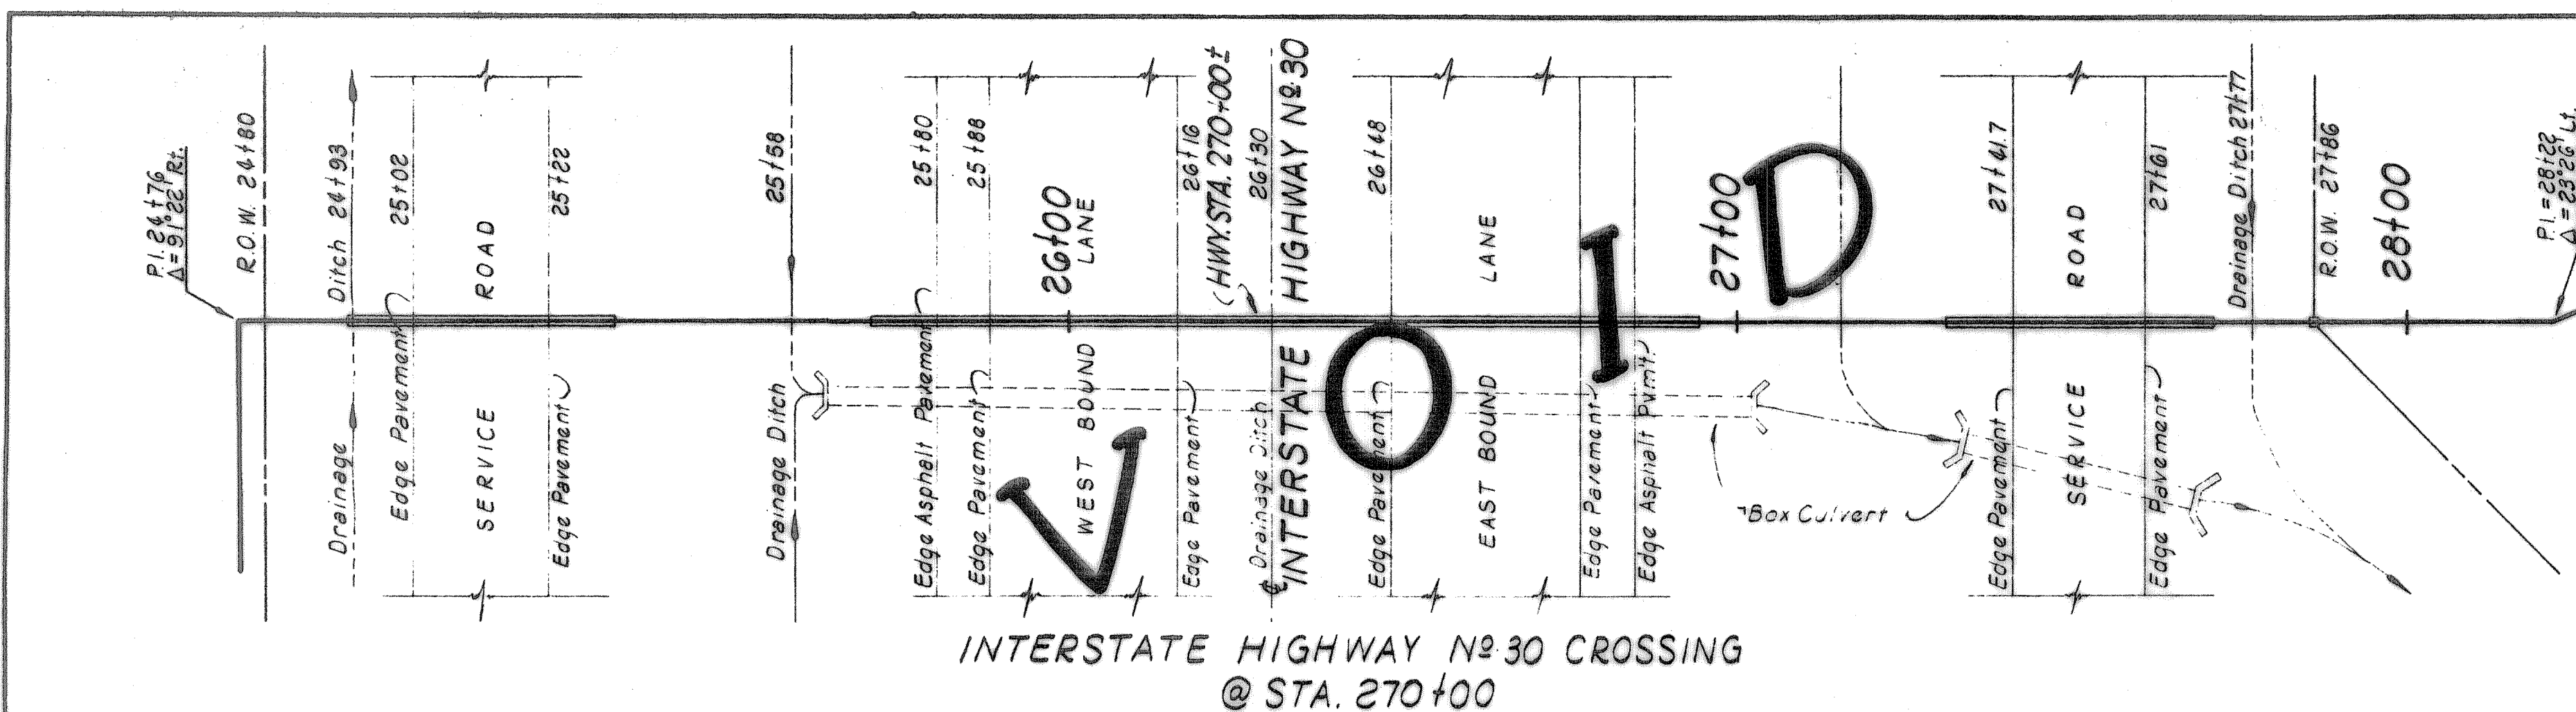 P.I. 24+76
Δ=91°22' Rt.
R.O.W. 24+80
Ditch 24+93
Drainage
25+02
Edge Pavement
ROAD
SERVICE
25+22
Edge Pavement
25+58
Drainage Ditch
25+80
Edge Asphalt Pavement
25+88
Edge Pavement
26+00
LANE
WEST BOUND
26+16
Edge Pavement
(HWY. STA. 270+00±
26+30
℄ Drainage Ditch
INTERSTATE HIGHWAY Nº 30
26+48
Edge Pavement
LANE
EAST BOUND
Edge Pavement
Edge Asphalt Pvm't.
27+00
VOID
Box Culvert
27+41.7
Edge Pavement
ROAD
SERVICE
27+61
Edge Pavement
Drainage Ditch 27+77
R.O.W. 27+86
28+00
P.I. = 28+22
Δ = 23°26' Lt.
INTERSTATE HIGHWAY Nº 30 CROSSING
@ STA. 270+00